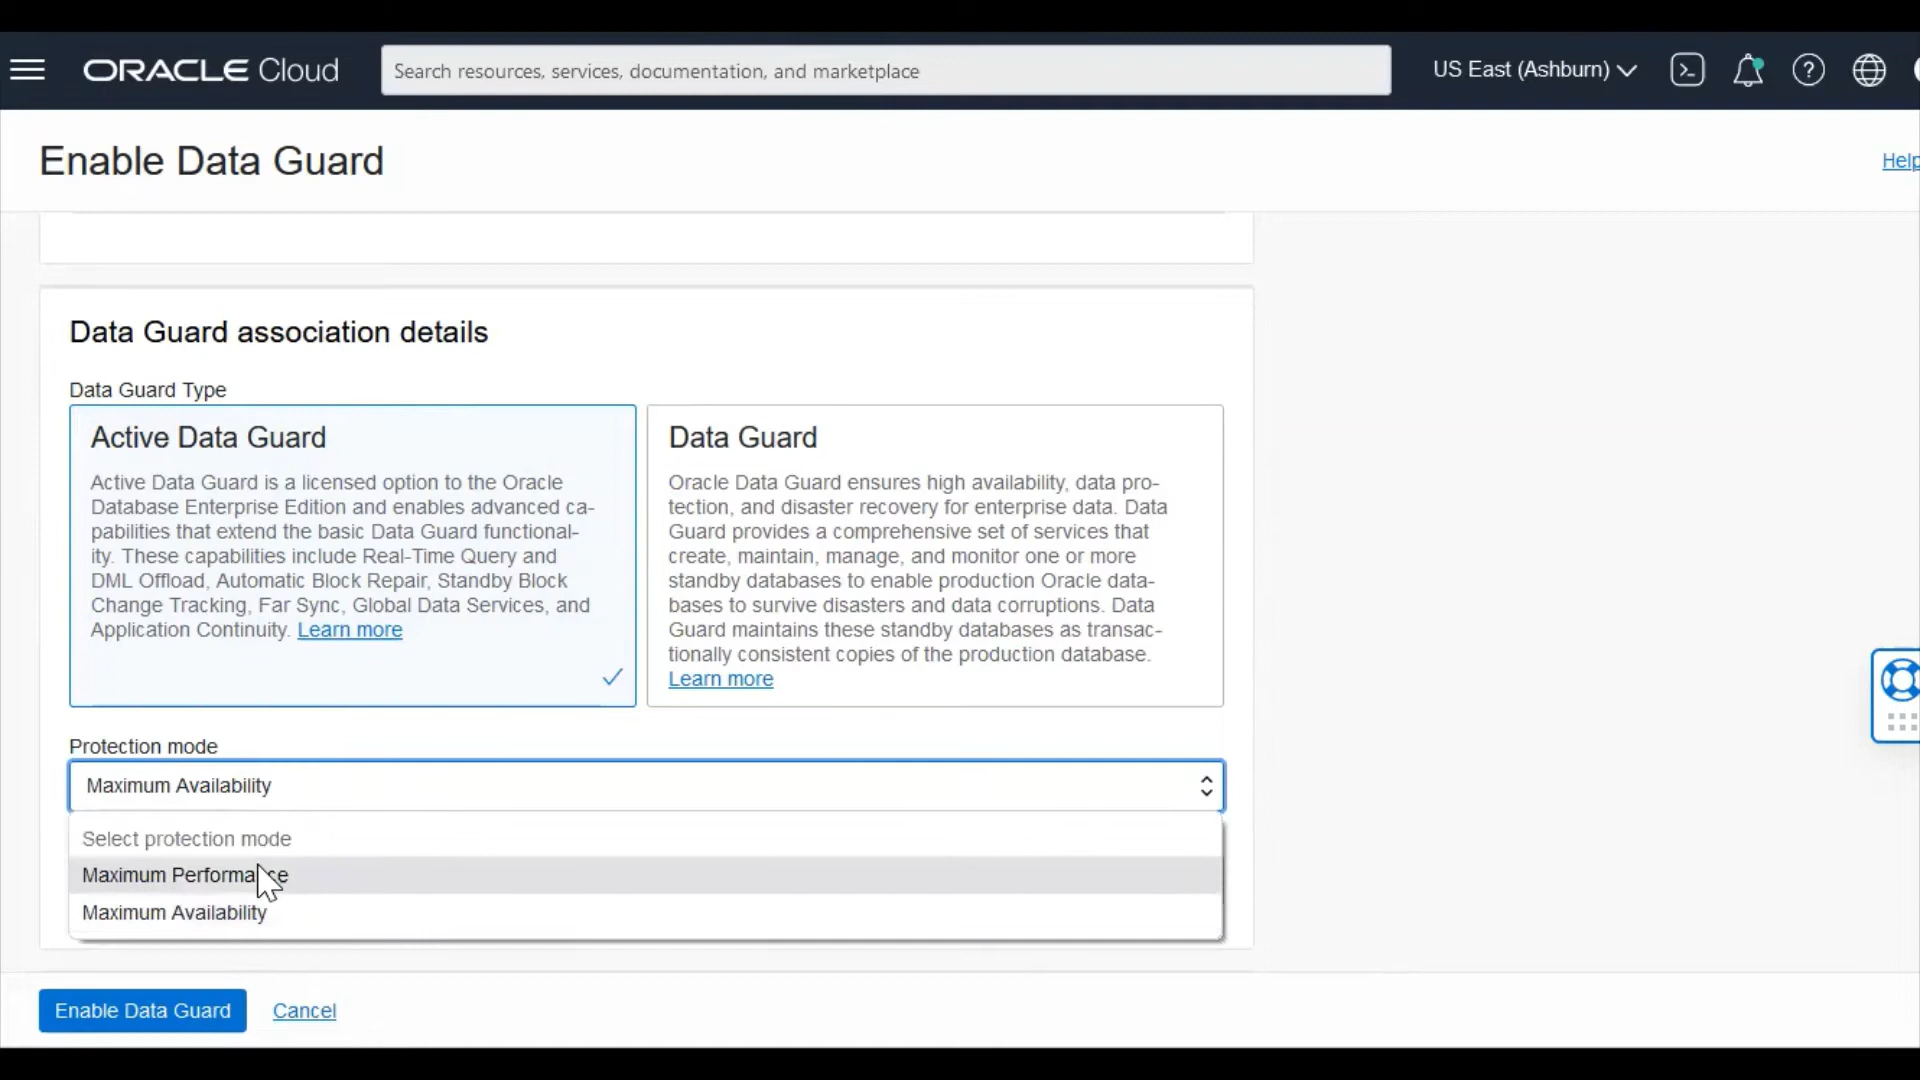 ORACLE Cloud
Search resources, services, documentation, and marketplace
US East (Ashburn)
Enable Data Guard
Help
Data Guard association details
Data Guard Type
Active Data Guard
Active Data Guard is a licensed option to the Oracle
Database Enterprise Edition and enables advanced ca-
pabilities that extend the basic Data Guard functional-
ity. These capabilities include Real-Time Query and
DML Offload, Automatic Block Repair, Standby Block
Change Tracking, Far Sync, Global Data Services, and
Application Continuity. Learn more
Data Guard
Oracle Data Guard ensures high availability, data pro-
tection, and disaster recovery for enterprise data. Data
Guard provides a comprehensive set of services that
create, maintain, manage, and monitor one or more
standby databases to enable production Oracle data-
bases to survive disasters and data corruptions. Data
Guard maintains these standby databases as transac-
tionally consistent copies of the production database.
Learn more
Protection mode
Maximum Availability
Select protection mode
Maximum Performance
Maximum Availability
Enable Data Guard
Cancel